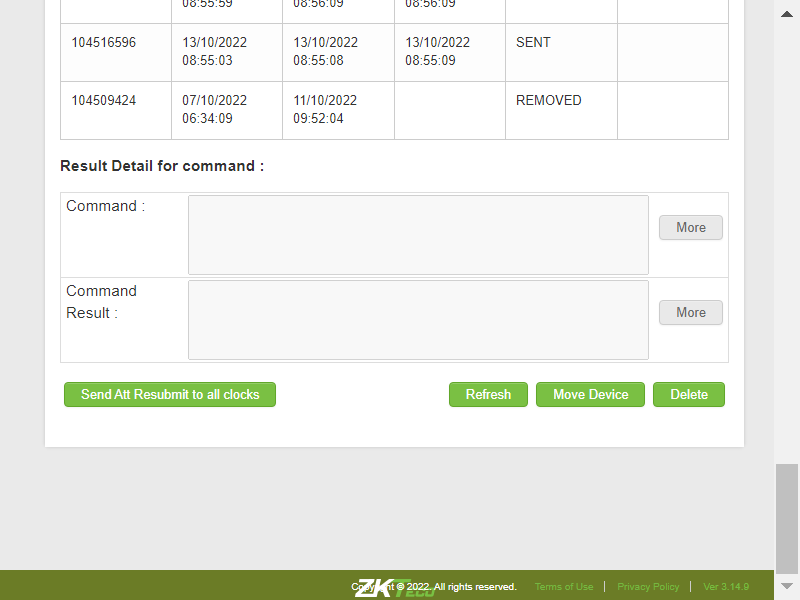 08:55:59 08:56:09 08:56:09
104516596 13/10/2022 13/10/2022 13/10/2022 SENT
08:55:03 08:55:08 08:55:09
104509424 07/10/2022 11/10/2022 REMOVED
06:34:09 09:52:04
Result Detail for command :
Command :
More
Command
Result :
More
Send Att Resubmit to all clocks Refresh Move Device Delete
ZKTeco Copyright © 2022. All rights reserved. Terms of Use | Privacy Policy | Ver 3.14.9